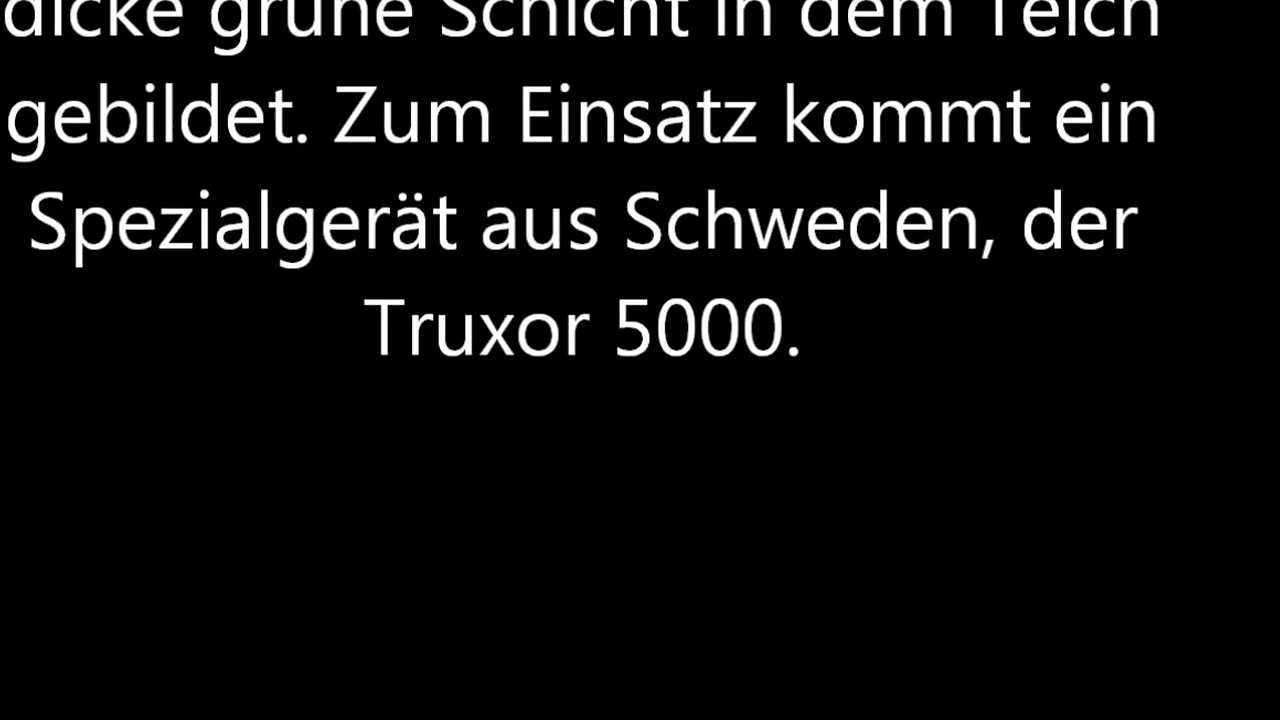 dicke grüne Schicht in dem Teich
gebildet. Zum Einsatz kommt ein
Spezialgerät aus Schweden, der
Truxor 5000.